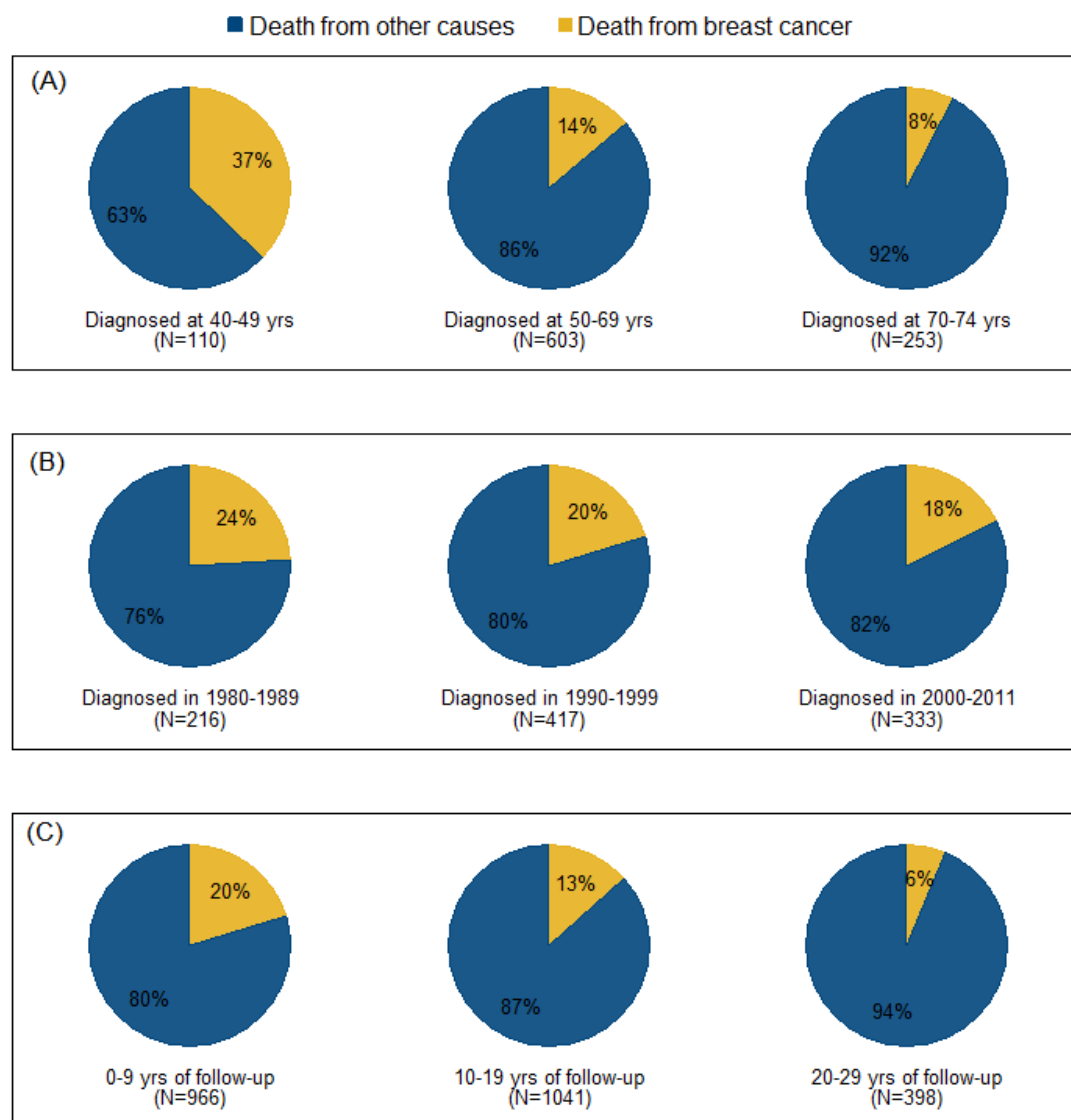 Death from other causes Death from breast cancer
(A)
37%
63%
14%
86%
8%
92%
Diagnosed at 40-49 yrs
(N=110)
Diagnosed at 50-69 yrs
(N=603)
Diagnosed at 70-74 yrs
(N=253)
(B)
24%
76%
20%
80%
18%
82%
Diagnosed in 1980-1989
(N=216)
Diagnosed in 1990-1999
(N=417)
Diagnosed in 2000-2011
(N=333)
(C)
20%
80%
13%
87%
6%
94%
0-9 yrs of follow-up
(N=966)
10-19 yrs of follow-up
(N=1041)
20-29 yrs of follow-up
(N=398)